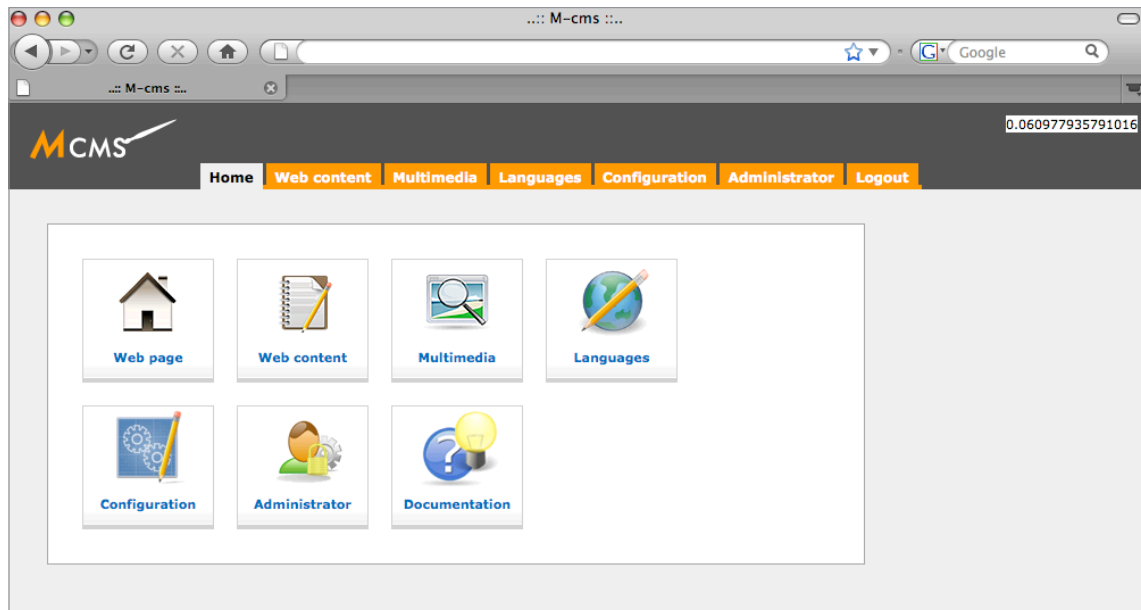 ..:: M-cms ::..
Google
..:: M-cms ::..
MCMS
0.060977935791016
Home Web content Multimedia Languages Configuration Administrator Logout
Web page Web content Multimedia Languages
Configuration Administrator Documentation